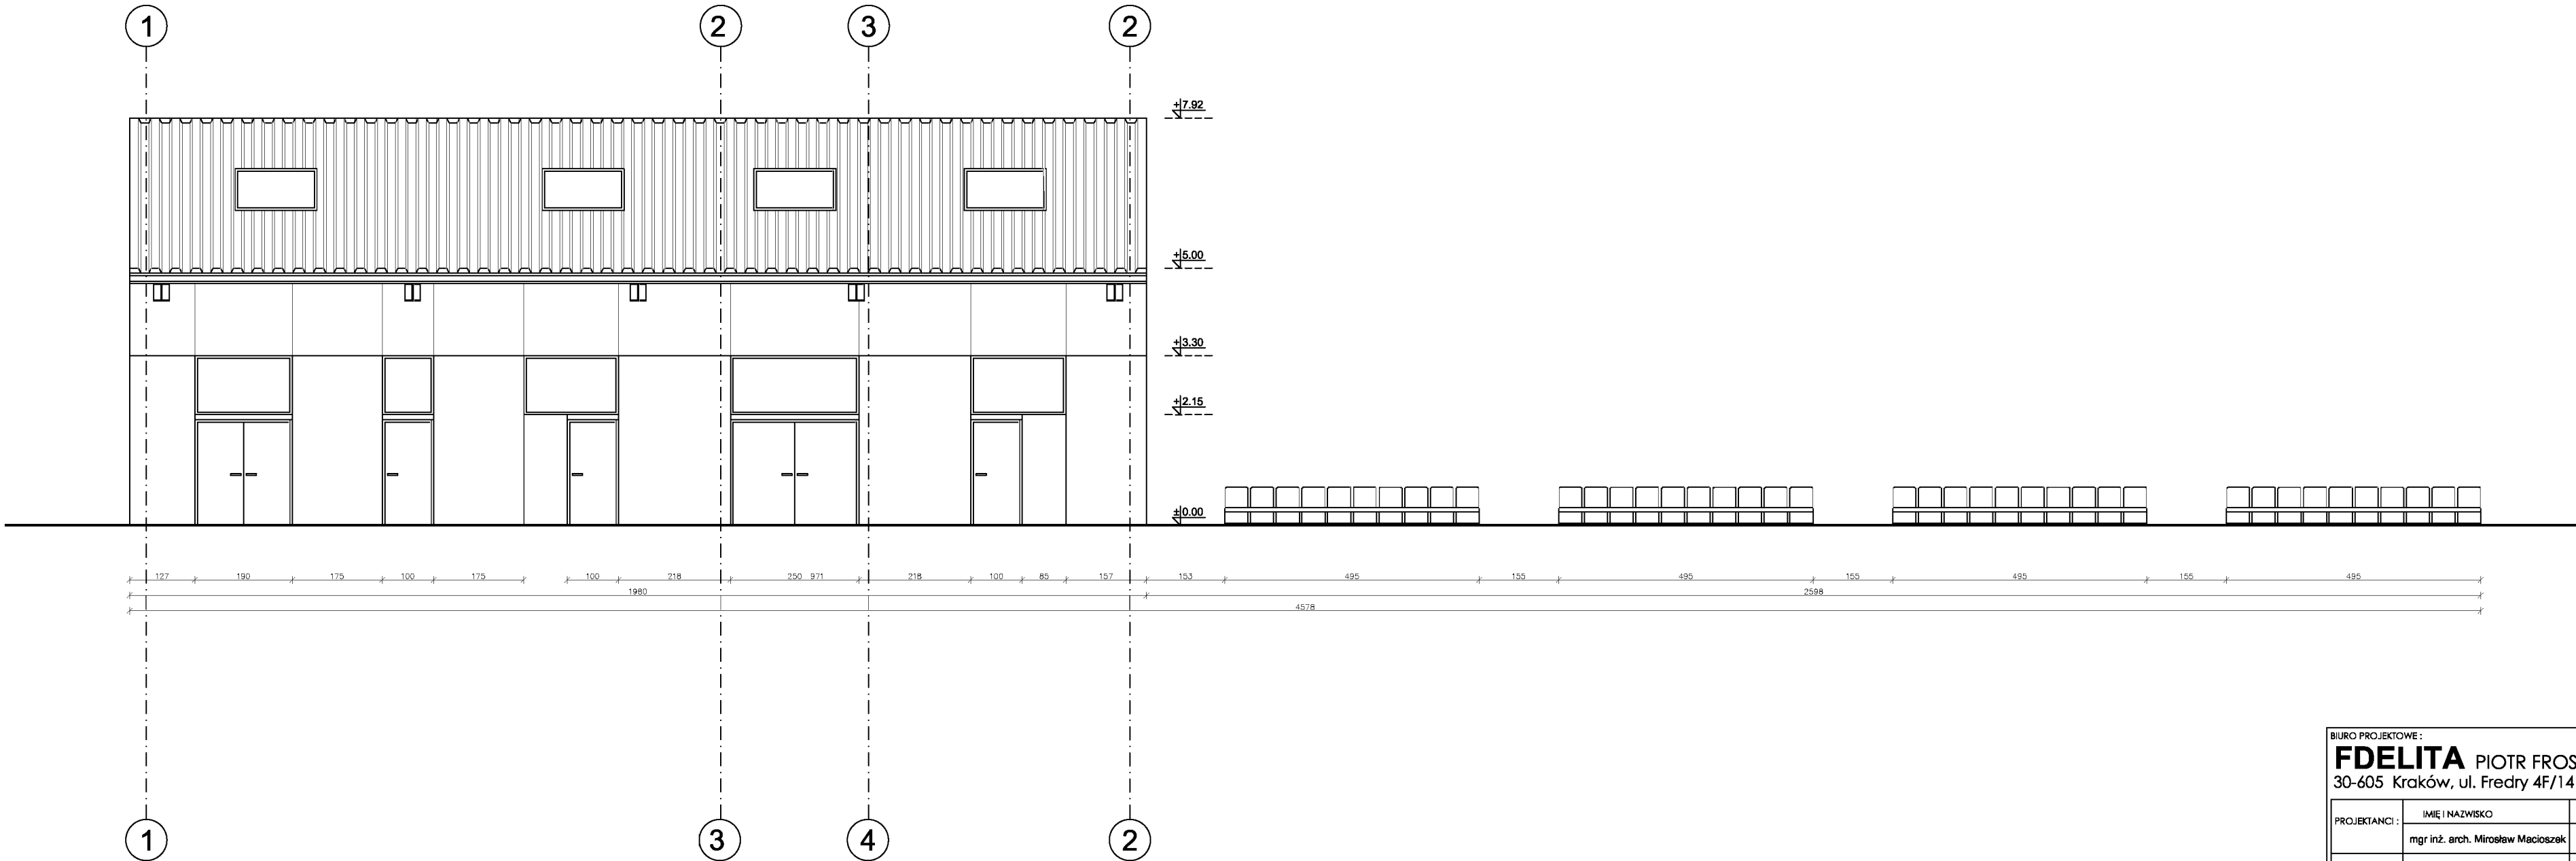 1 2 3 2
+7.92
+5.00
+3.30
+2.15
±0.00
127 190 175 100 175 100 218 250 971 218 100 85 157 153 495 155 495 155 495 155 495
1980 2598
4578
1 3 4 2
BIURO PROJEKTOWE :
FDELITA PIOTR FROS
30-605 Kraków, ul. Fredry 4F/14
PROJEKTANCI : IMIĘ I NAZWISKO
mgr inż. arch. Mirosław Macioszek